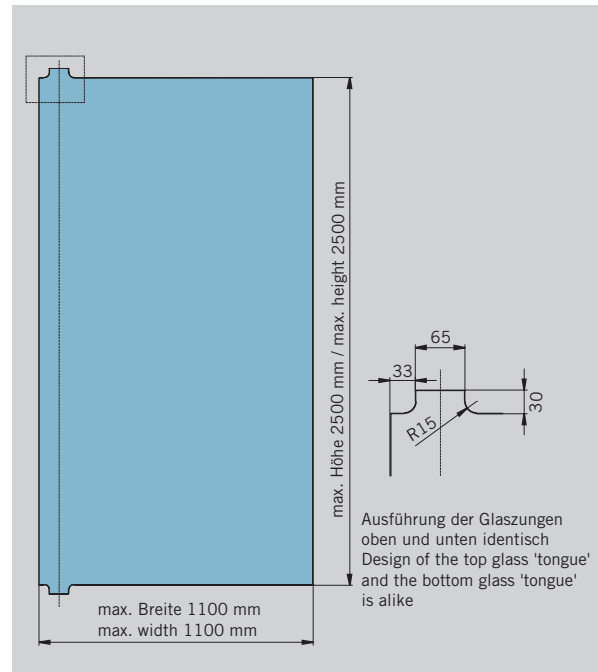 max. Höhe 2500 mm / max. height 2500 mm
65
33
30
R15
Ausführung der Glaszungen
oben und unten identisch
Design of the top glass 'tongue'
and the bottom glass 'tongue'
is alike
max. Breite 1100 mm
max. width 1100 mm